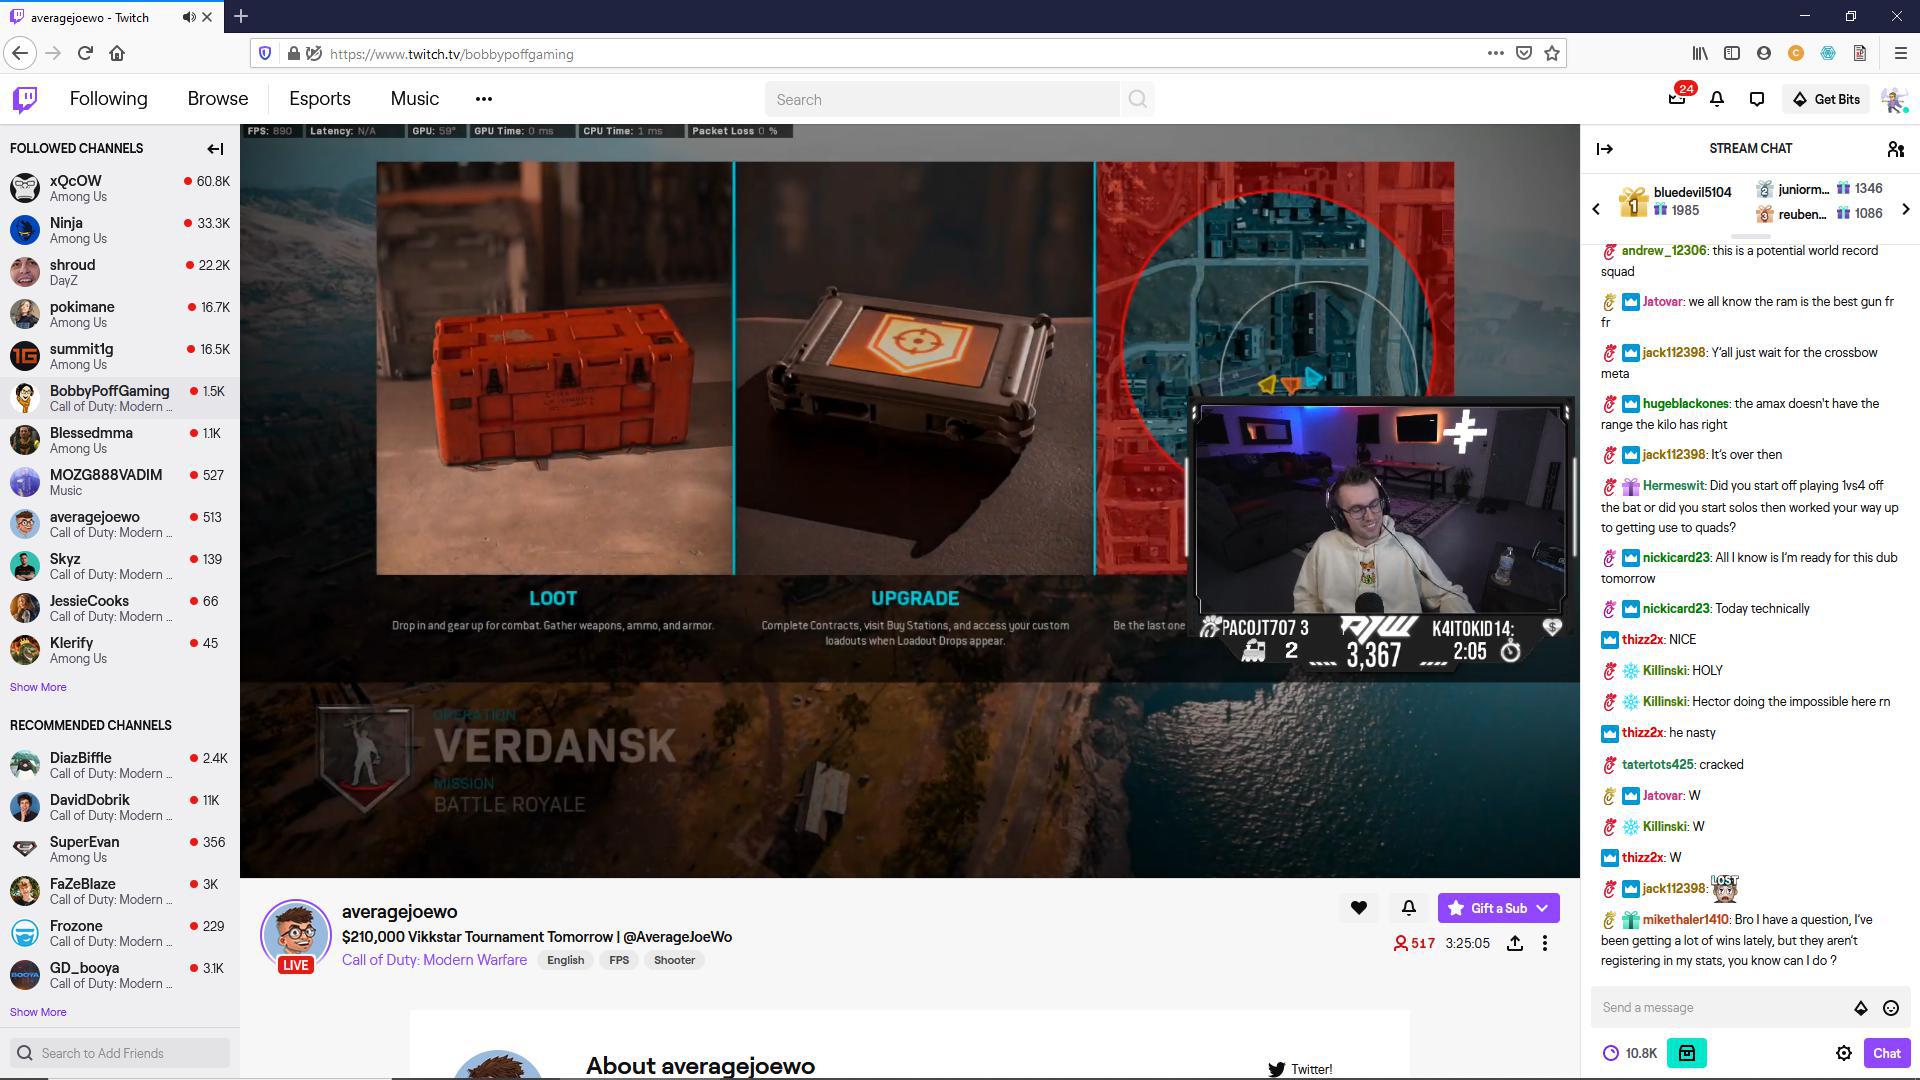 averagejoewo - Twitch
https://www.twitch.tv/bobbypoffgaming
Following
Browse
Esports
Music
Search
24
Get Bits
FOLLOWED CHANNELS
xQcOW
60.8K
Among Us
Ninja
33.3K
Among Us
shroud
22.2K
DayZ
pokimane
16.7K
Among Us
summit1g
16.5K
Among Us
BobbyPoffGaming
1.5K
Call of Duty: Modern ...
Blessedmma
1.1K
Among Us
MOZG888VADIM
527
Music
averagejoewo
513
Call of Duty: Modern ...
Skyz
139
Call of Duty: Modern ...
JessieCooks
66
Call of Duty: Modern ...
Klerify
45
Among Us
Show More
RECOMMENDED CHANNELS
DiazBiffle
2.4K
Call of Duty: Modern ...
DavidDobrik
11K
Call of Duty: Modern ...
SuperEvan
356
Among Us
FaZeBlaze
3K
Call of Duty: Modern ...
Frozone
229
Call of Duty: Modern ...
GD_booya
3.1K
Call of Duty: Modern ...
Show More
Search to Add Friends
FPS: 890 Latency: N/A GPU: 59° GPU Time: 0 ms CPU Time: 1 ms Packet Loss 0 %
LOOT
Drop in and gear up for combat. Gather weapons, ammo, and armor.
UPGRADE
Complete Contracts, visit Buy Stations, and access your custom
loadouts when Loadout Drops appear.
Be the last one
PACOJT707 3
2
AJW
3,367
K4ITOKID14:
2:05
OPERATION
VERDANSK
MISSION
BATTLE ROYALE
averagejoewo
$210,000 Vikkstar Tournament Tomorrow | @AverageJoeWo
Call of Duty: Modern Warfare
English
FPS
Shooter
LIVE
Gift a Sub
517
3:25:05
About averagejoewo
Twitter!
STREAM CHAT
1
bluedevil5104
1985
2
juniorm...
1346
3
reuben...
1086
andrew_12306: this is a potential world record
squad
Jatovar: we all know the ram is the best gun fr
fr
jack112398: Y'all just wait for the crossbow
meta
hugeblackones: the amax doesn't have the
range the kilo has right
jack112398: It's over then
Hermeswit: Did you start off playing 1vs4 off
the bat or did you start solos then worked your way up
to getting use to quads?
nickicard23: All I know is I'm ready for this dub
tomorrow
nickicard23: Today technically
thizz2x: NICE
Killinski: HOLY
Killinski: Hector doing the impossible here rn
thizz2x: he nasty
tatertots425: cracked
Jatovar: W
Killinski: W
thizz2x: W
jack112398: LOST
mikethaler1410: Bro I have a question, I've
been getting a lot of wins lately, but they aren't
registering in my stats, you know can I do ?
Send a message
10.8K
Chat